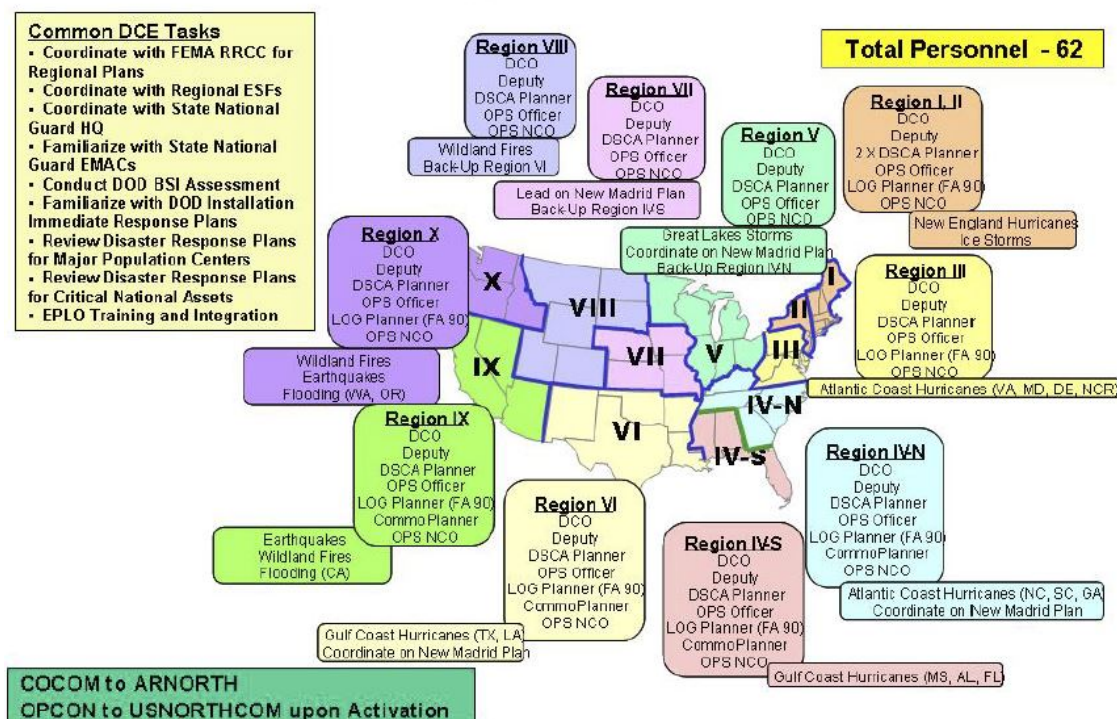 Common DCE Tasks
▪ Coordinate with FEMA RRCC for
Regional Plans
▪ Coordinate with Regional ESFs
▪ Coordinate with State National
Guard HQ
▪ Familiarize with State National
Guard EMACs
▪ Conduct DOD BSI Assessment
▪ Familiarize with DOD Installation
Immediate Response Plans
▪ Review Disaster Response Plans
for Major Population Centers
▪ Review Disaster Response Plans
for Critical National Assets
▪ EPLO Training and Integration
Region VIII
DCO
Deputy
DSCA Planner
OPS Officer
OPS NCO
Wildland Fires
Back-Up Region VI
Region VII
DCO
Deputy
DSCA Planner
OPS Officer
OPS NCO
Lead on New Madrid Plan
Back-Up Region IV-S
Region V
DCO
Deputy
DSCA Planner
OPS Officer
OPS NCO
Great Lakes Storms
Coordinate on New Madrid Plan
Back-Up Region IV-N
Total Personnel - 62
Region I, II
DCO
Deputy
2 X DSCA Planner
OPS Officer
LOG Planner (FA 90)
OPS NCO
New England Hurricanes
Ice Storms
Region X
DCO
Deputy
DSCA Planner
OPS Officer
LOG Planner (FA 90)
OPS NCO
Wildland Fires
Earthquakes
Flooding (WA, OR)
Region III
DCO
Deputy
DSCA Planner
OPS Officer
LOG Planner (FA 90)
OPS NCO
Atlantic Coast Hurricanes (VA, MD, DE, NCR)
X
VIII
I
II
III
V
VII
IX
IV-N
VI
IV-S
Region IX
DCO
Deputy
DSCA Planner
OPS Officer
LOG Planner (FA 90)
CommoPlanner
OPS NCO
Earthquakes
Wildland Fires
Flooding (CA)
Region VI
DCO
Deputy
DSCA Planner
OPS Officer
LOG Planner (FA 90)
CommoPlanner
OPS NCO
Gulf Coast Hurricanes (TX, LA)
Coordinate on New Madrid Plan
Region IV-S
DCO
Deputy
DSCA Planner
OPS Officer
LOG Planner (FA 90)
CommoPlanner
OPS NCO
Gulf Coast Hurricanes (MS, AL, FL)
Region IV-N
DCO
Deputy
DSCA Planner
OPS Officer
LOG Planner (FA 90)
CommoPlanner
OPS NCO
Atlantic Coast Hurricanes (NC, SC, GA)
Coordinate on New Madrid Plan
COCOM to ARNORTH
OPCON to USNORTHCOM upon Activation